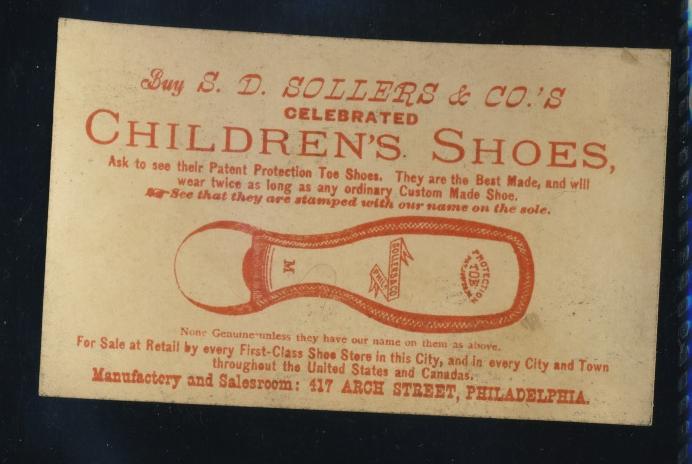 Buy S. D. SOLLERS & CO.'S
CELEBRATED
CHILDREN'S SHOES,
Ask to see their Patent Protection Toe Shoes. They are the Best Made, and will
wear twice as long as any ordinary Custom Made Shoe.
☞See that they are stamped with our name on the sole.
M
SOLLERS & CO
PHILA
PROTECTION
TOE
None Genuine unless they have our name on them as above.
For Sale at Retail by every First-Class Shoe Store in this City, and in every City and Town
throughout the United States and Canadas.
Manufactory and Salesroom: 417 ARCH STREET, PHILADELPHIA.